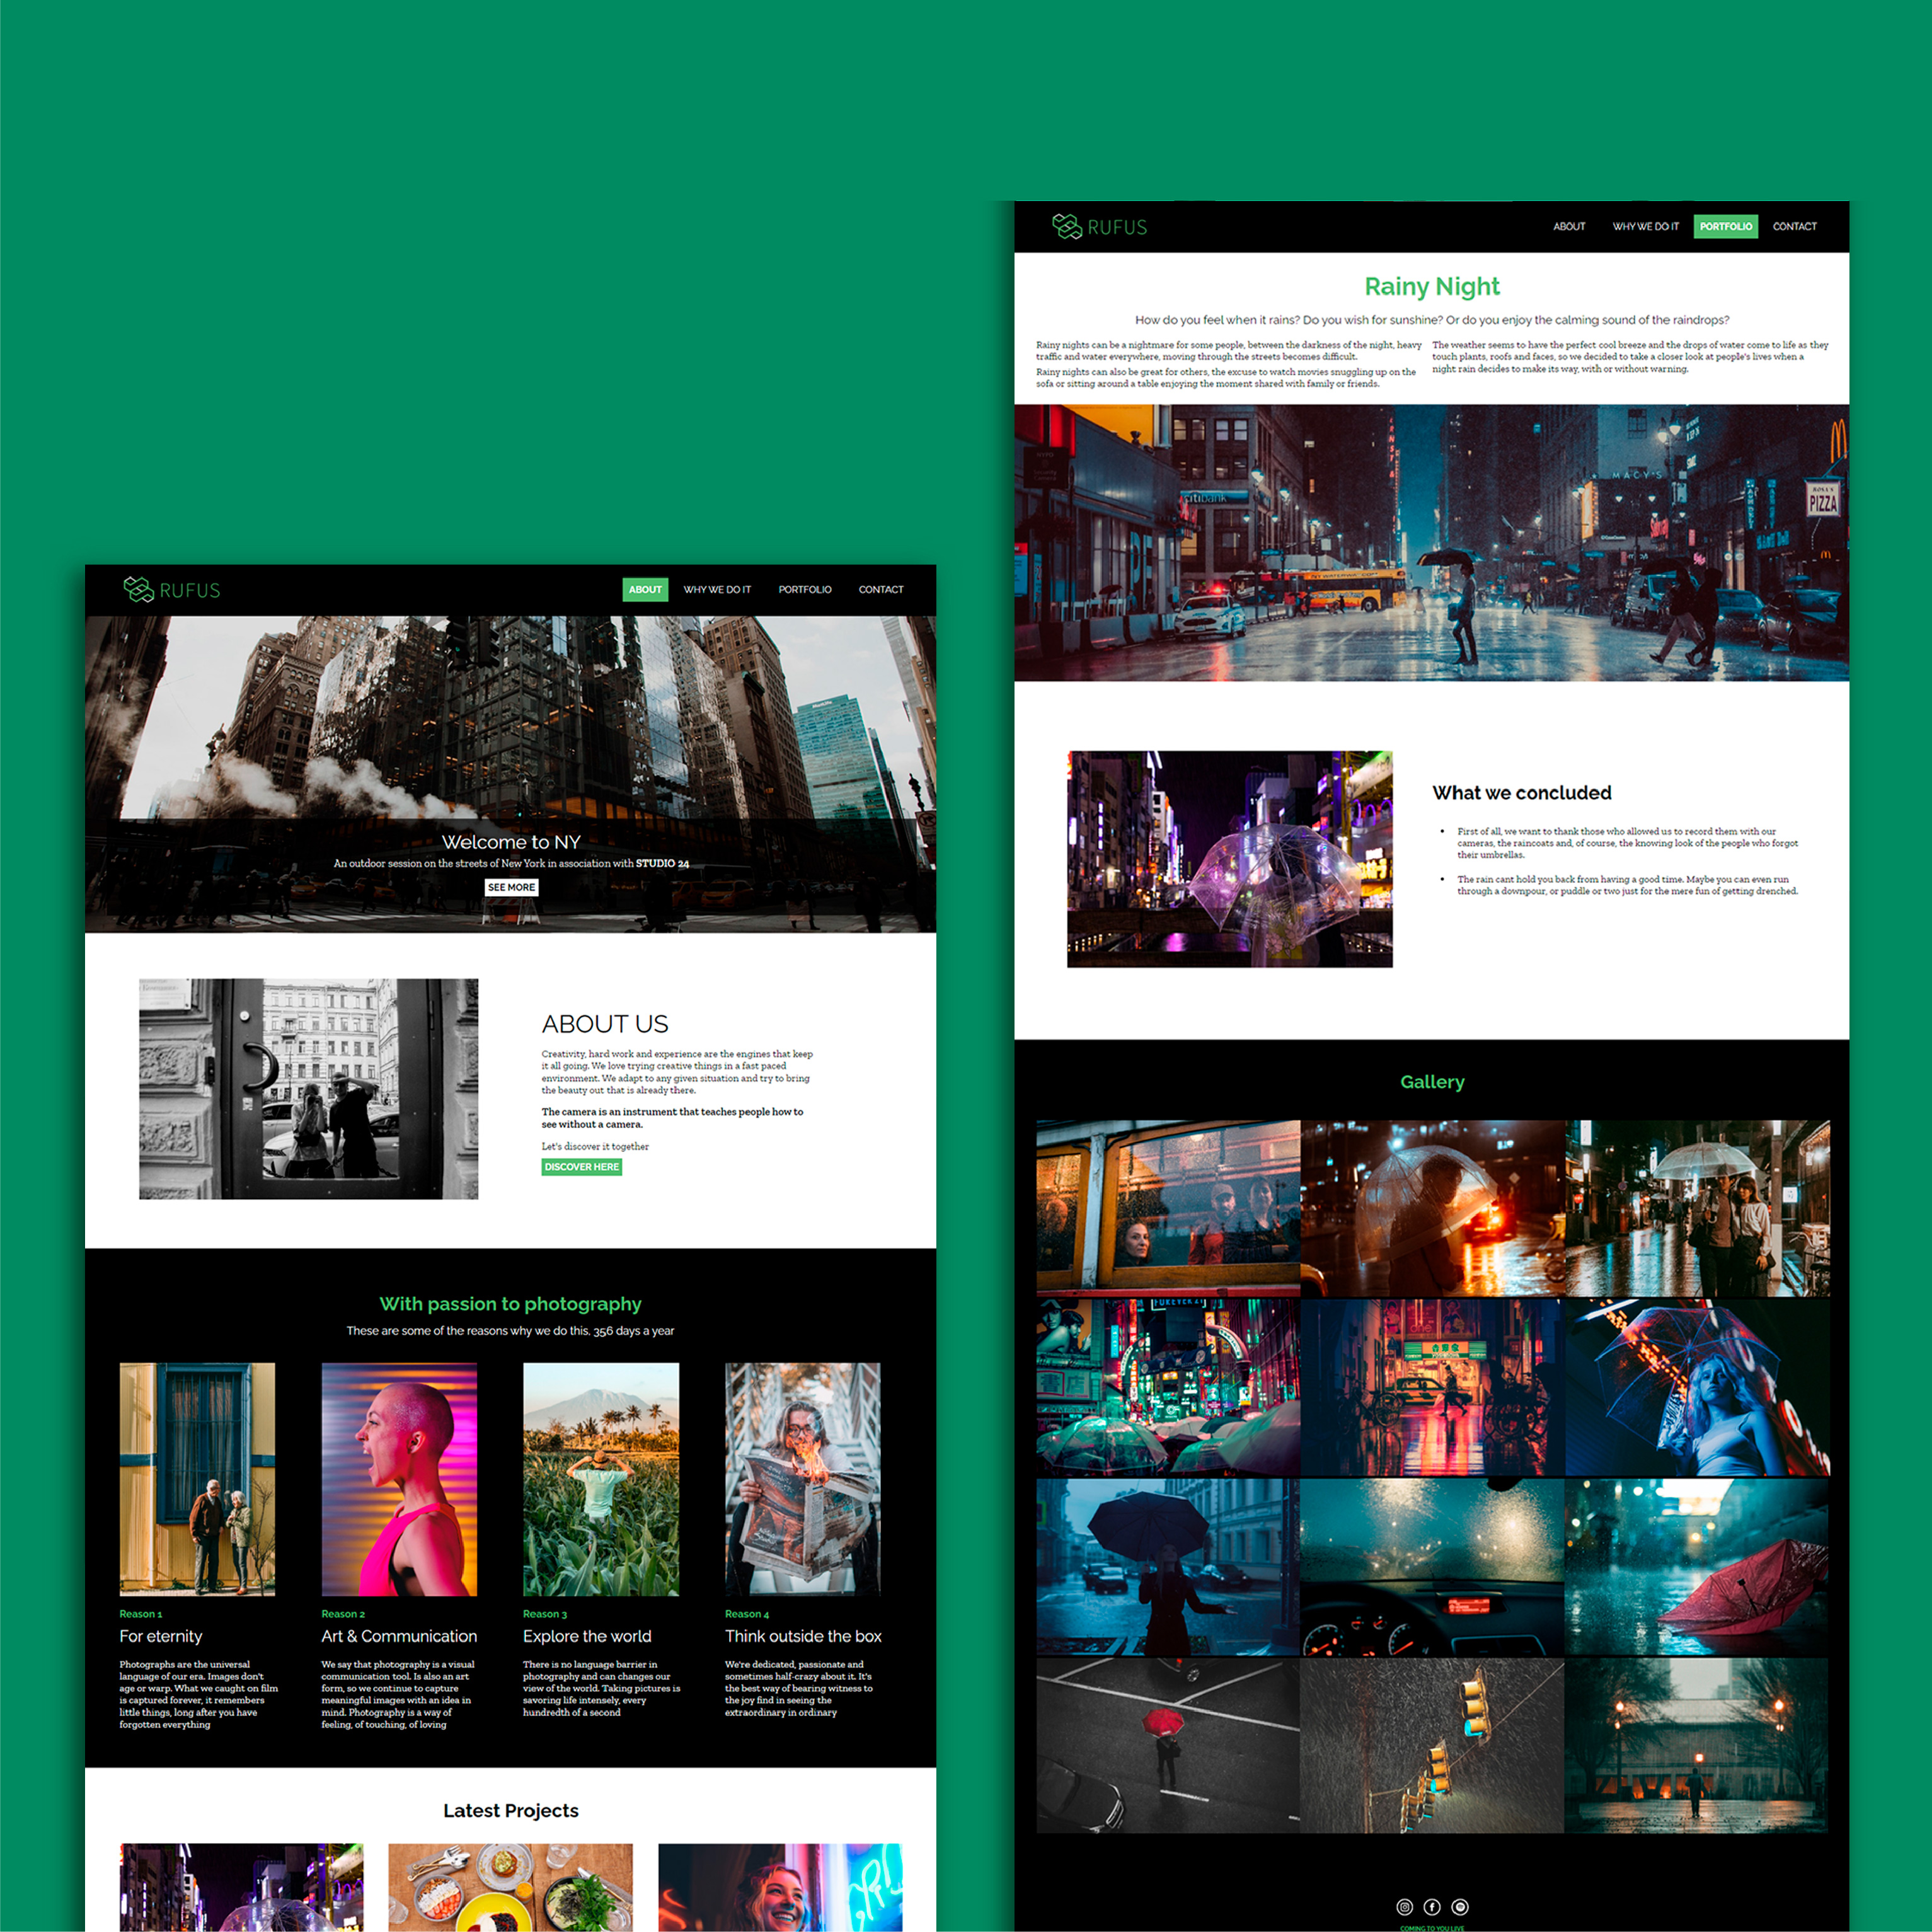 RUFUS
ABOUT
WHY WE DO IT
PORTFOLIO
CONTACT
Welcome to NY
An outdoor session on the streets of New York in association with STUDIO 24
SEE MORE
ABOUT US
Creativity, hard work and experience are the engines that keep
it all going. We love trying creative things in a fast paced
environment. We adapt to any given situation and try to bring
the beauty out that is already there.
The camera is an instrument that teaches people how to
see without a camera.
Let's discover it together
DISCOVER HERE
With passion to photography
These are some of the reasons why we do this, 356 days a year
Reason 1
For eternity
Photographs are the universal
language of our era. Images don't
age or warp. What we caught on film
is captured forever, it remembers
little things, long after you have
forgotten everything
Reason 2
Art & Communication
We say that photography is a visual
communication tool. Is also an art
form, so we continue to capture
meaningful images with an idea in
mind. Photography is a way of
feeling, of touching, of loving
Reason 3
Explore the world
There is no language barrier in
photography and can changes our
view of the world. Taking pictures is
savoring life intensely, every
hundredth of a second
Reason 4
Think outside the box
We're dedicated, passionate and
sometimes half-crazy about it. It's
the best way of bearing witness to
the joy find in seeing the
extraordinary in ordinary
Latest Projects
RUFUS
ABOUT
WHY WE DO IT
PORTFOLIO
CONTACT
Rainy Night
How do you feel when it rains? Do you wish for sunshine? Or do you enjoy the calming sound of the raindrops?
Rainy nights can be a nightmare for some people, between the darkness of the night, heavy
traffic and water everywhere, moving through the streets becomes difficult.
Rainy nights can also be great for others, the excuse to watch movies snuggling up on the
sofa or sitting around a table enjoying the moment shared with family or friends.
The weather seems to have the perfect cool breeze and the drops of water come to life as they
touch plants, roofs and faces, so we decided to take a closer look at people's lives when a
night rain decides to make its way, with or without warning.
citibank
MACY'S
PIZZA
What we concluded
• First of all, we want to thank those who allowed us to record them with our
cameras, the raincoats and, of course, the knowing look of the people who forgot
their umbrellas.
• The rain cant hold you back from having a good time. Maybe you can even run
through a downpour, or puddle or two just for the mere fun of getting drenched.
Gallery
FOREVER 21
COMING TO YOU LIVE